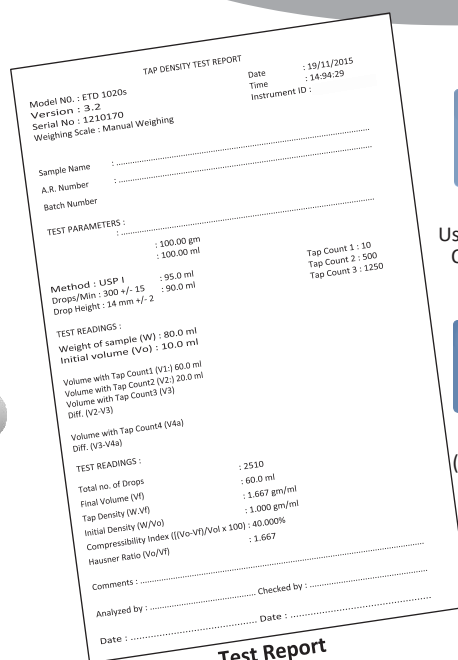 TAP DENSITY TEST REPORT
Model N0. : ETD 1020s
Date : 19/11/2015
Version : 3.2
Time : 14:94:29
Serial No : 1210170
Instrument ID :
Weighing Scale : Manual Weighing
Sample Name : ........................................
A.R. Number : ........................................
Batch Number
TEST PARAMETERS : : ........................................
: 100.00 gm
: 100.00 ml
Method : USP I : 95.0 ml Tap Count 1 : 10
Drops/Min : 300 +/- 15 : 90.0 ml Tap Count 2 : 500
Drop Height : 14 mm +/- 2 Tap Count 3 : 1250
TEST READINGS :
Weight of sample (W) : 80.0 ml
Initial volume (Vo) : 10.0 ml
Volume with Tap Count1 (V1:) 60.0 ml
Volume with Tap Count2 (V2:) 20.0 ml
Volume with Tap Count3 (V3)
Diff. (V2-V3)
Volume with Tap Count4 (V4a)
Diff. (V3-V4a)
TEST READINGS :
Total no. of Drops : 2510
Final Volume (Vf) : 60.0 ml
Tap Density (W.Vf) : 1.667 gm/ml
Initial Density (W/Vo) : 1.000 gm/ml
Compressibility Index ([(Vo-Vf)/Vol x 100) : 40.000%
Hausner Ratio (Vo/Vf) : 1.667
Comments : ........................................
Analyzed by : .............................. Checked by : ..............................
Date : .............................. Date : ..............................
Test Report